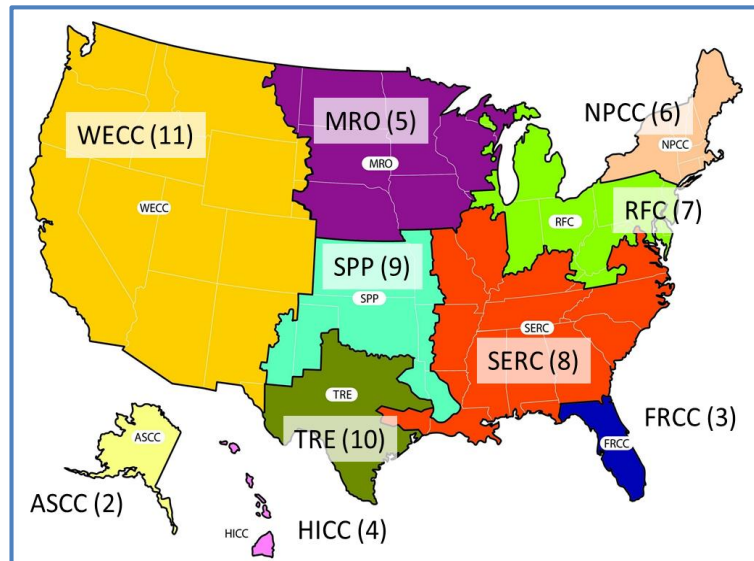 NPCC (6)
MRO (5)
WECC (11)
NPCC
MRO
RFC (7)
WECC
RFC
SPP (9)
SPP
SERC
SERC (8)
TRE
FRCC (3)
TRE (10)
ASCC
FRCC
ASCC (2)
HICC
HICC (4)